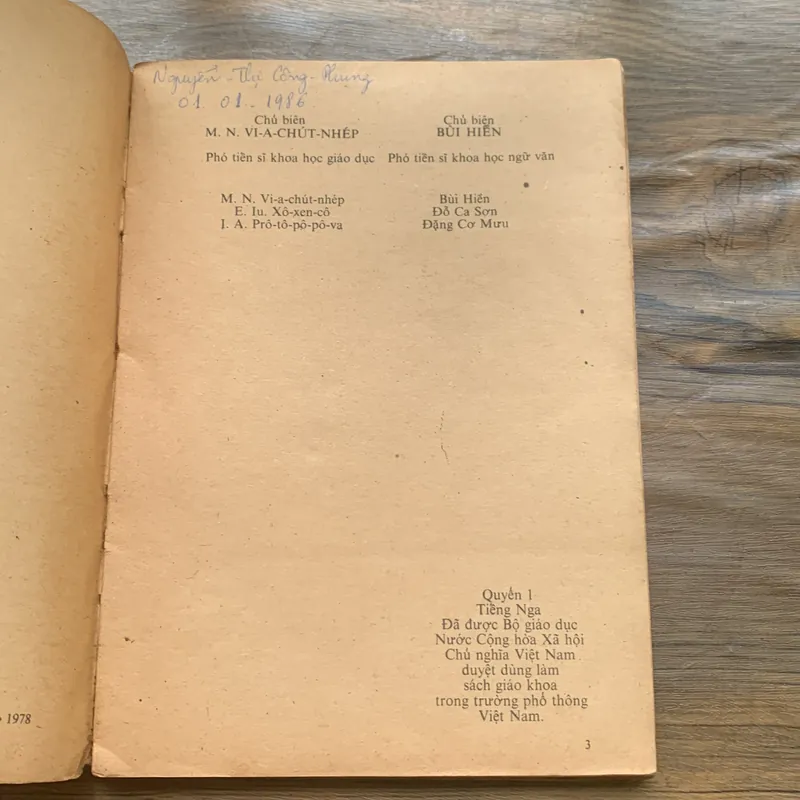 Nguyễn - Thị Công - Phụng
01. 01. 1986
Chủ biên
M. N. VI-A-CHÚT-NHÉP
Phó tiến sĩ khoa học giáo dục
M. N. Vi-a-chút-nhép
E. Iu. Xô-xen-cô
I. A. Prô-tô-pô-pô-va
Chủ biên
BÙI HIỀN
Phó tiến sĩ khoa học ngữ văn
Bùi Hiền
Đỗ Ca Sơn
Đặng Cơ Mưu
Quyển 1
Tiếng Nga
Đã được Bộ giáo dục
Nước Cộng hòa Xã hội
Chủ nghĩa Việt Nam
duyệt dùng làm
sách giáo khoa
trong trường phổ thông
Việt Nam.
1978
3